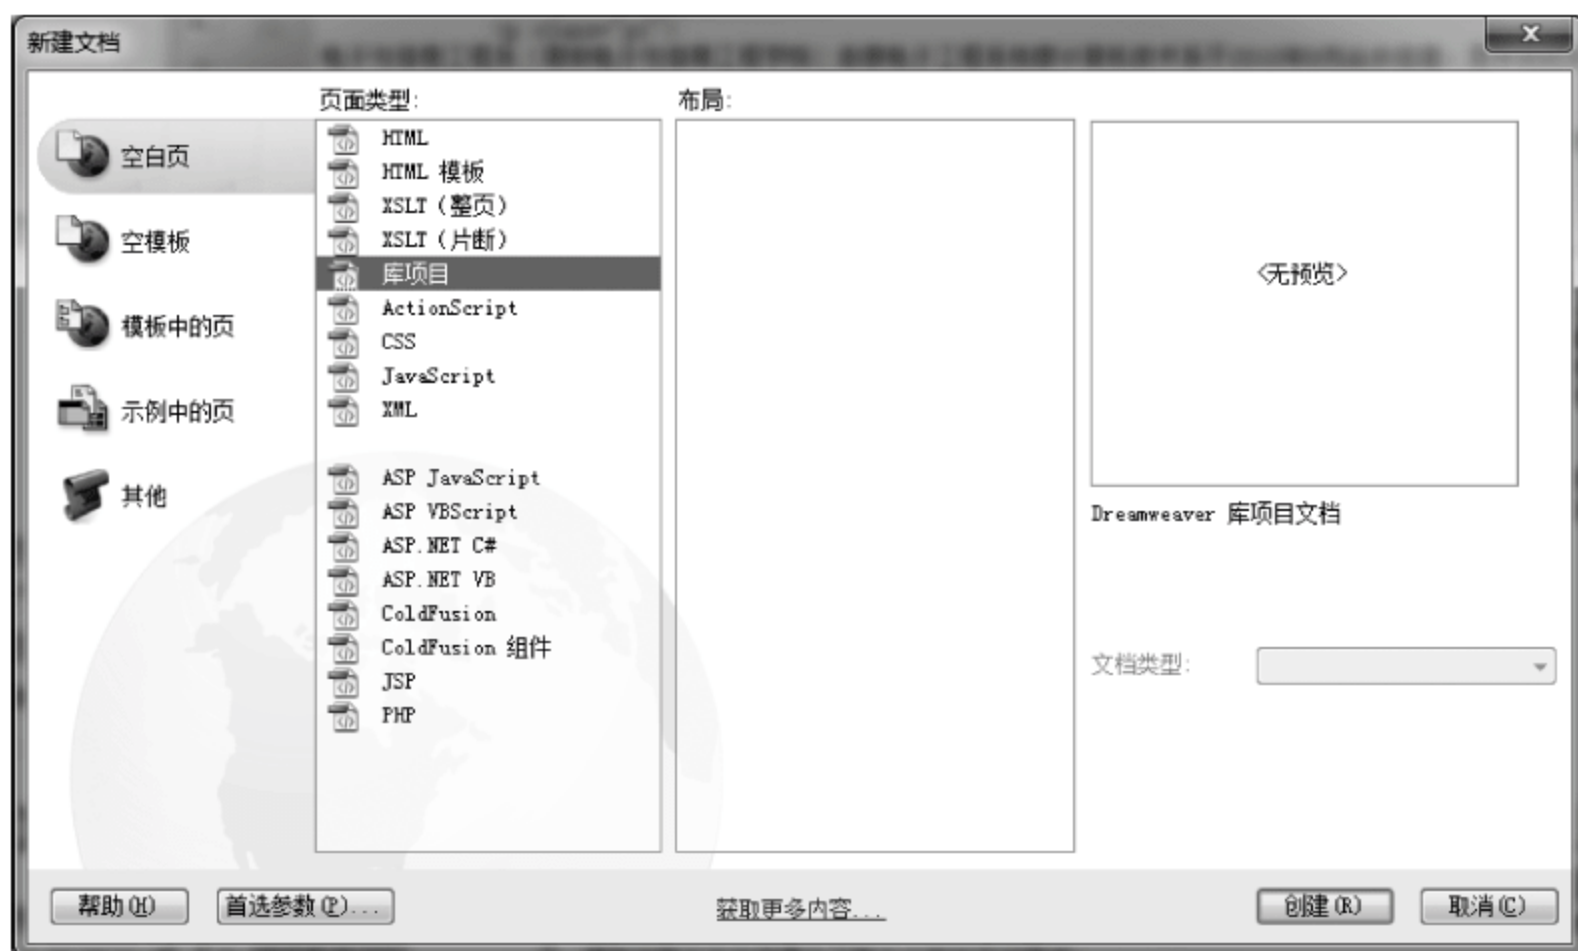 新建文档
空白页
空模板
模板中的页
示例中的页
其他
页面类型:
HTML
HTML 模板
XSLT（整页）
XSLT（片断）
库项目
ActionScript
CSS
JavaScript
XML
ASP JavaScript
ASP VBScript
ASP.NET C#
ASP.NET VB
ColdFusion
ColdFusion 组件
JSP
PHP
布局:
<无预览>
Dreamweaver 库项目文档
文档类型:
帮助(H)
首选参数(P)...
获取更多内容...
创建(R)
取消(C)